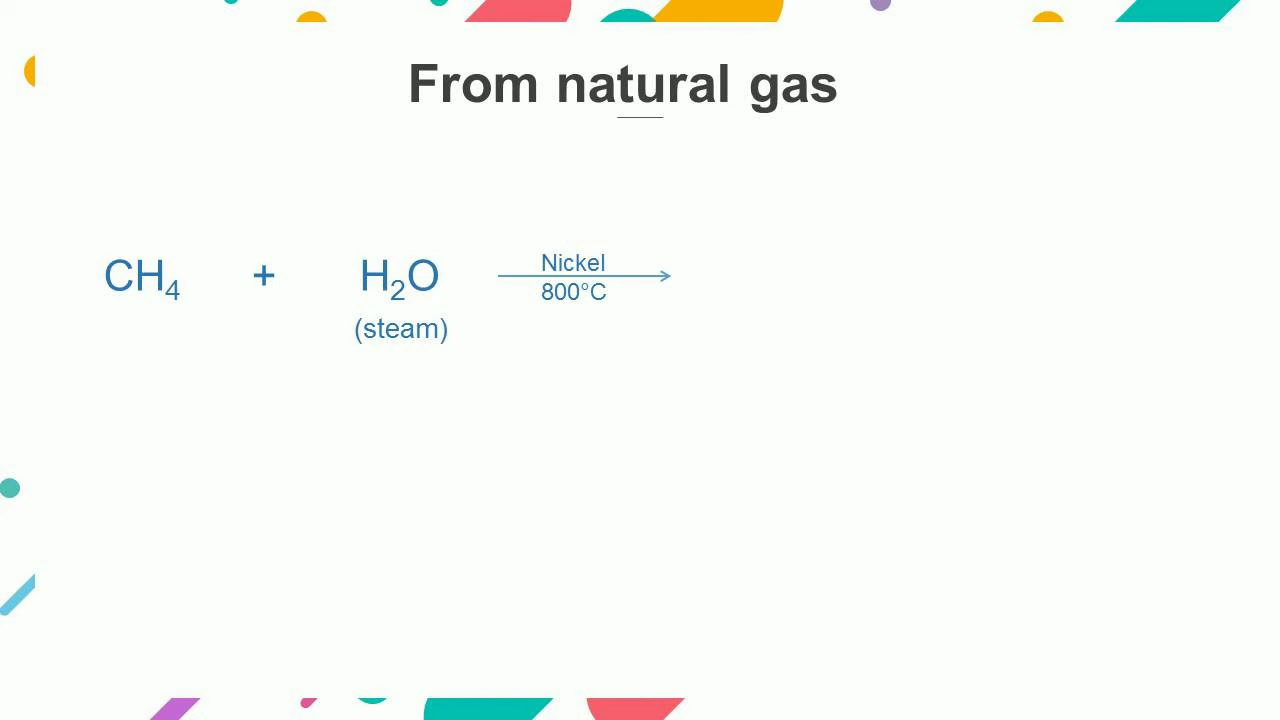 From natural gas
CH₄ + H₂O Nickel
800°C
(steam)